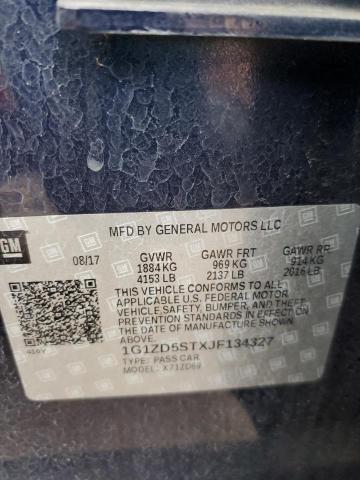 MFD BY GENERAL MOTORS LLC
GM
08/17 GVWR GAWR FRT GAWR RR
1884 KG 969 KG 914 KG
4153 LB 2137 LB 2016 LB
THIS VEHICLE CONFORMS TO ALL
APPLICABLE U.S. FEDERAL MOTOR
VEHICLE SAFETY, BUMPER, AND THEFT
PREVENTION STANDARDS IN EFFECT
ON THE DATE OF MANUFACTURE SHOWN
ABOVE.
1G1ZD5STXJF134327
TYPE: PASS CAR
MODEL: X71ZD69